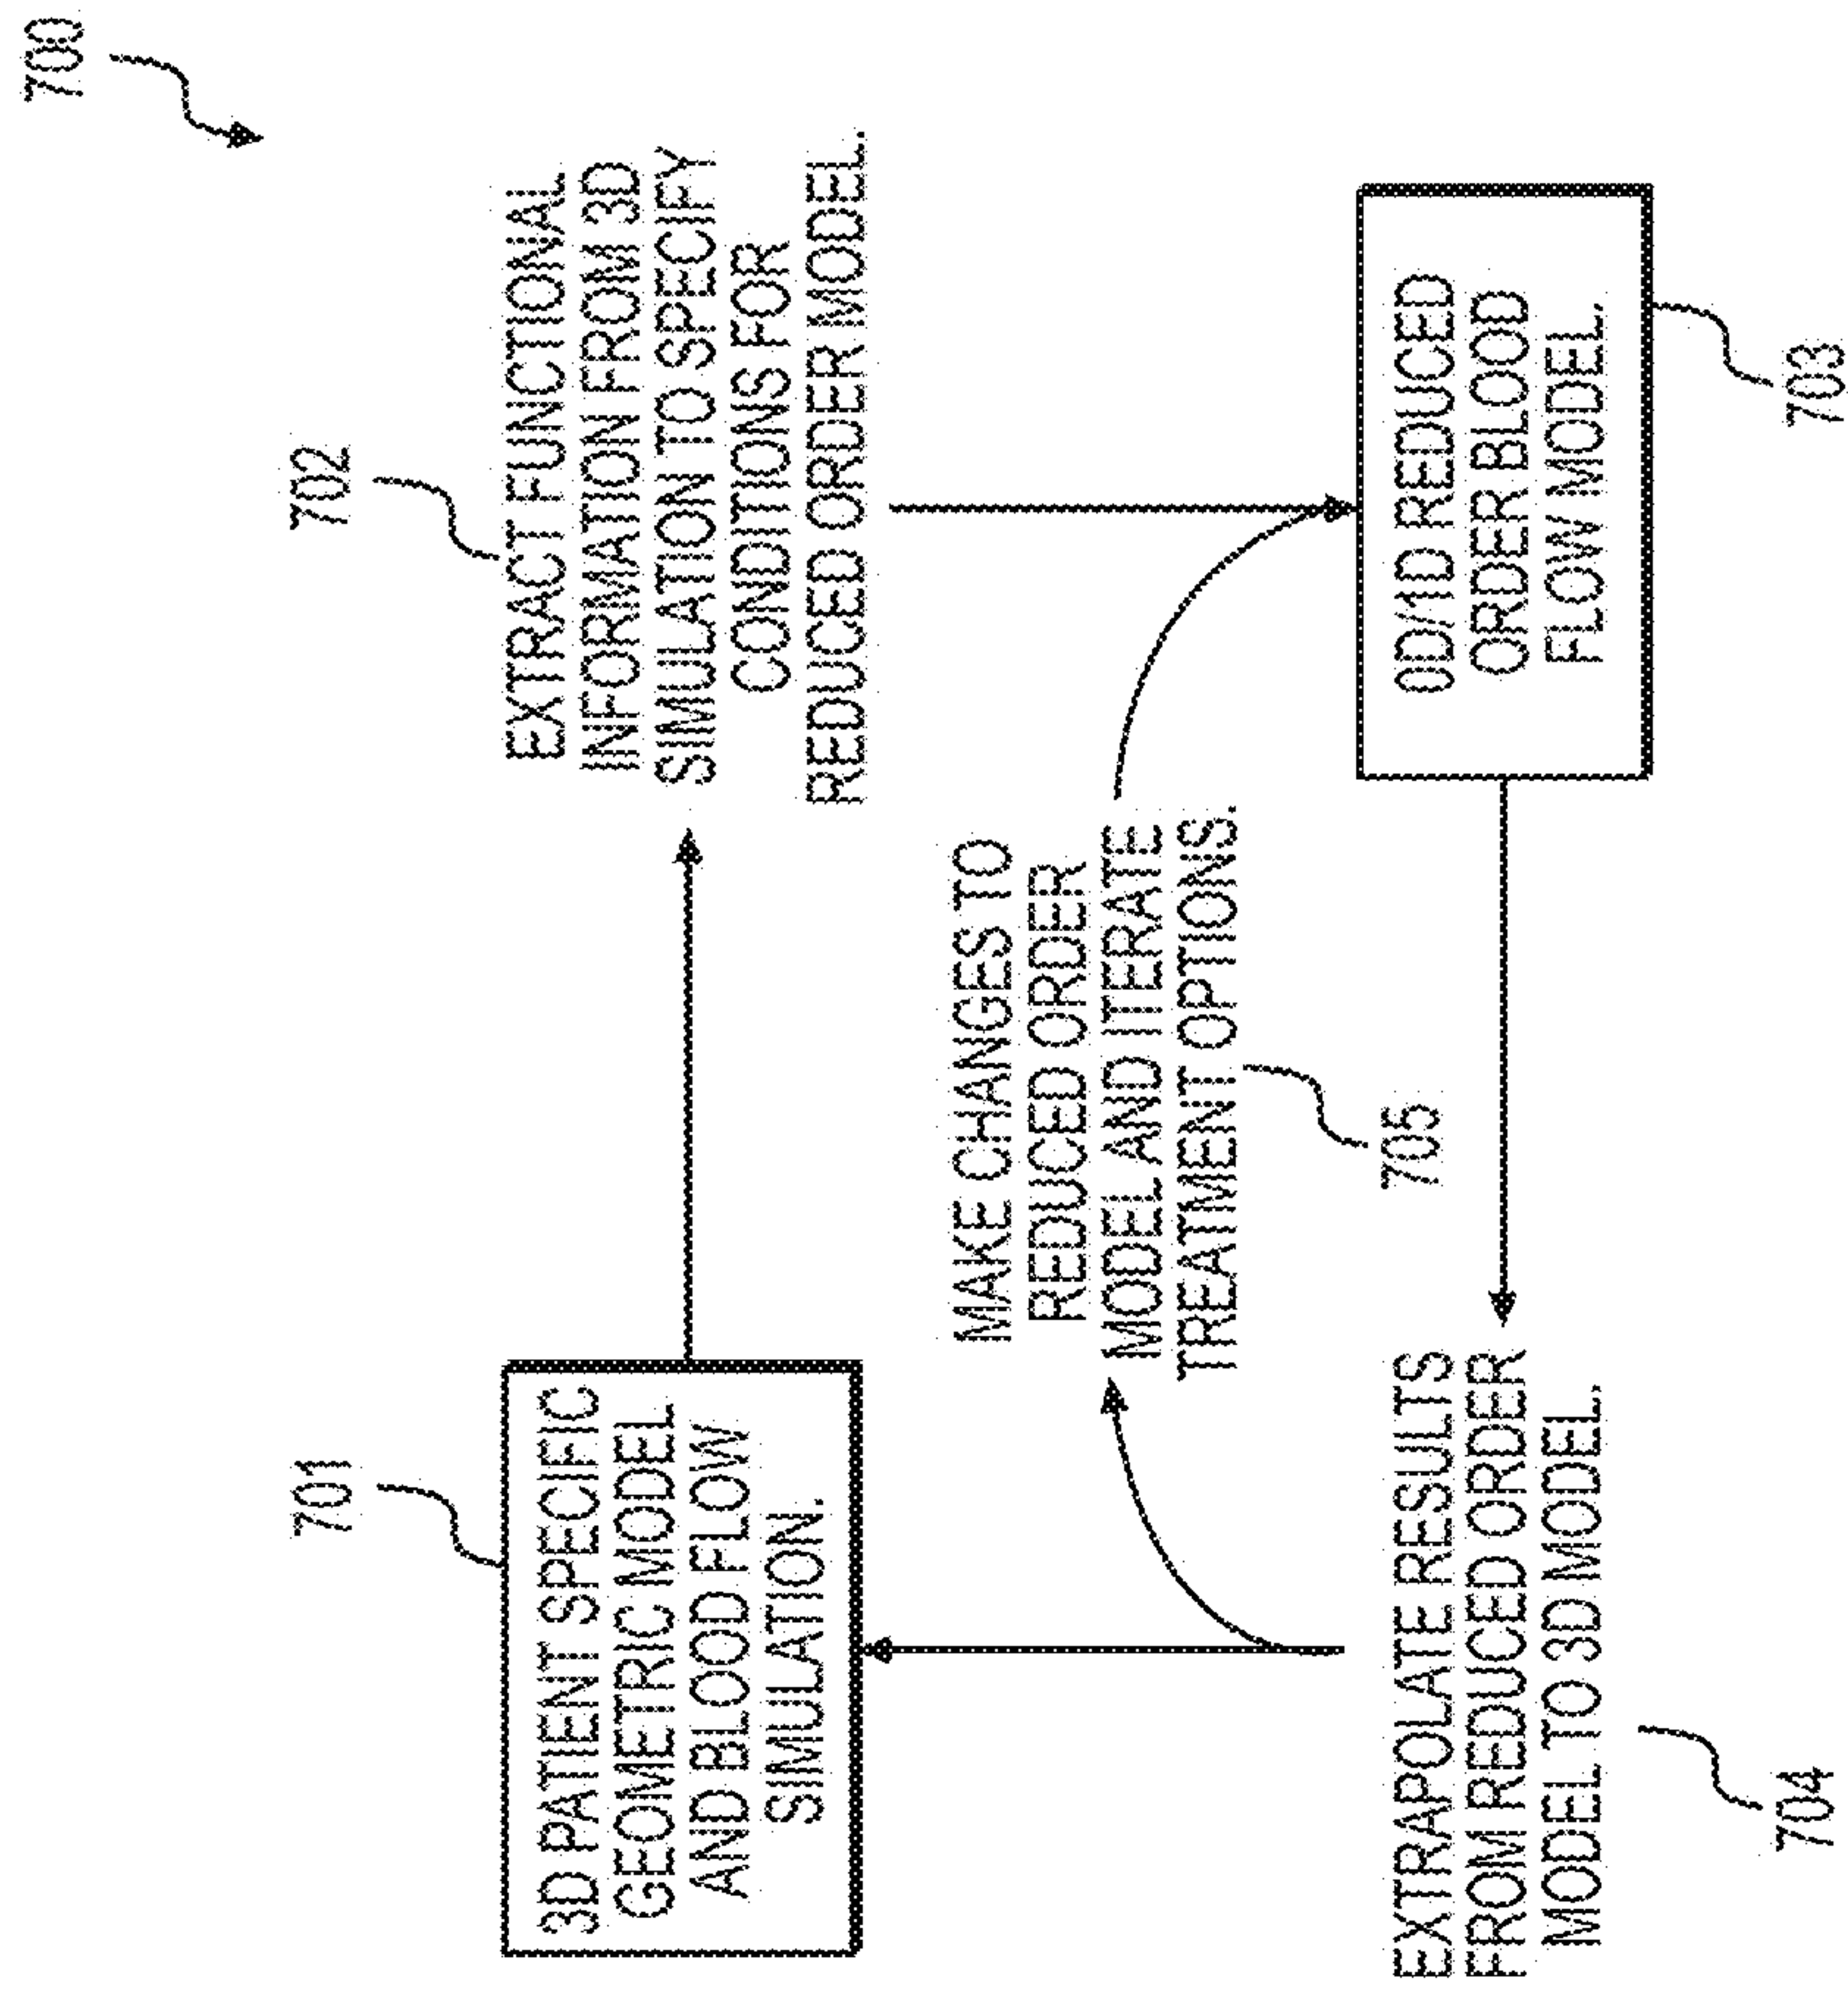 700
701
3D PATIENT SPECIFIC
GEOMETRIC MODEL
AND BLOOD FLOW
SIMULATION.
702
EXTRACT FUNCTIONAL
INFORMATION FROM 3D
SIMULATION TO SPECIFY
CONDITIONS FOR
REDUCED ORDER MODEL.
MAKE CHANGES TO
REDUCED ORDER
MODEL AND ITERATE
TREATMENT OPTIONS.
705
EXTRAPOLATE RESULTS
FROM REDUCED ORDER
MODEL TO 3D MODEL.
704
0D/1D REDUCED
ORDER BLOOD
FLOW MODEL.
703